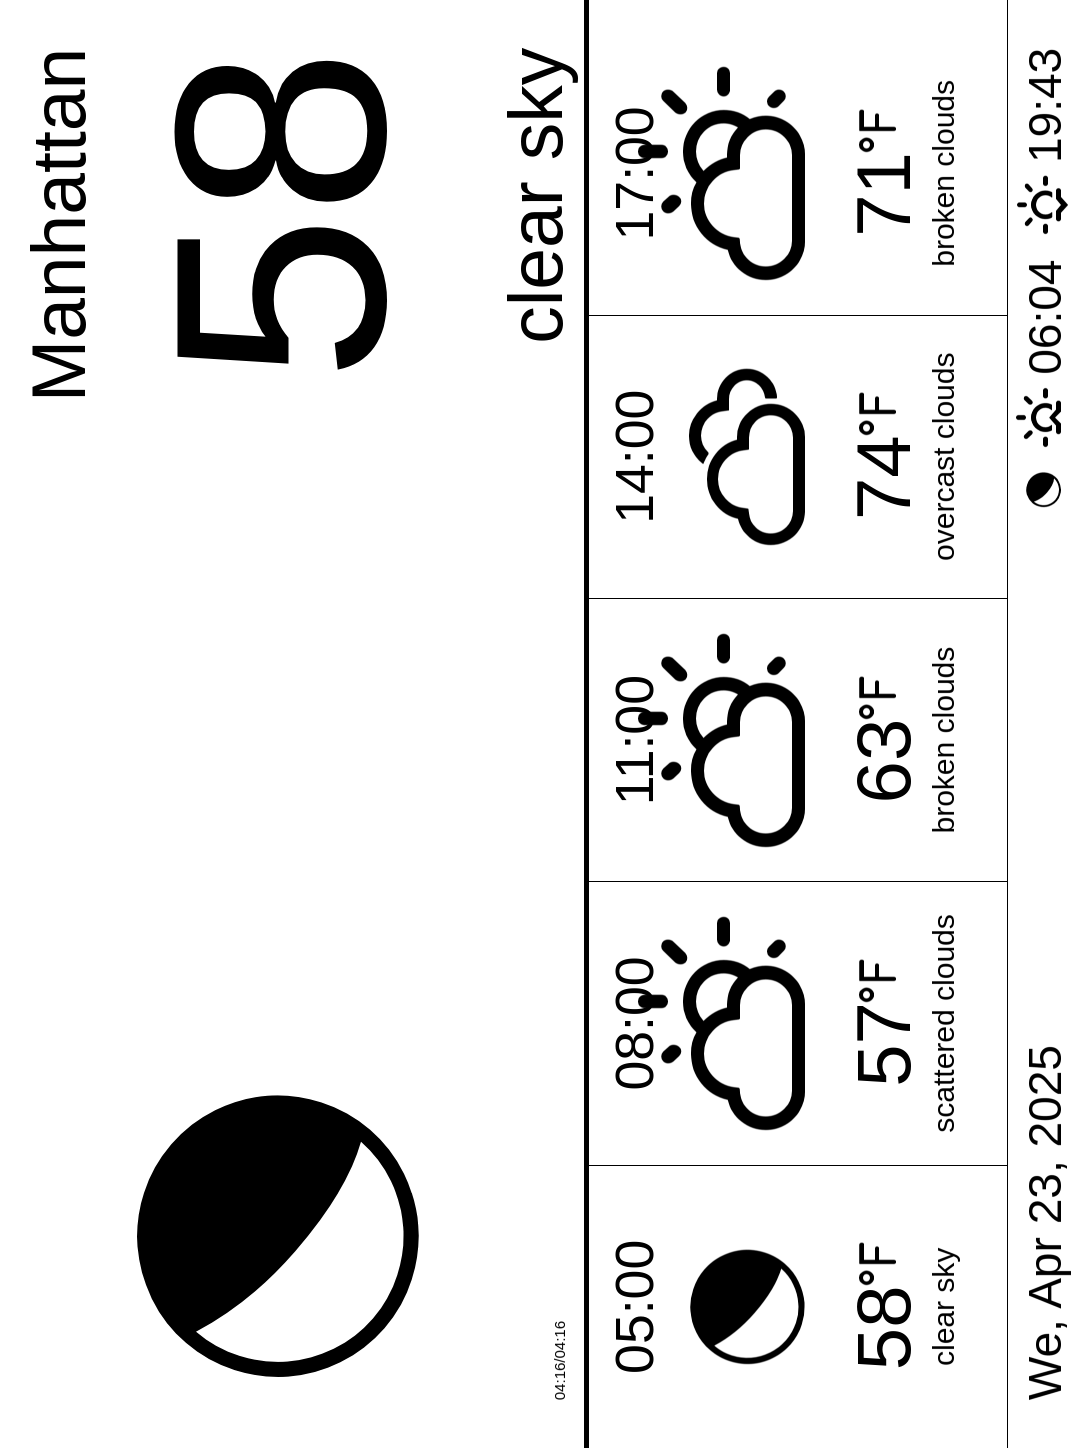 Manhattan
58
clear sky
04:16/04:16
05:00
58°F
clear sky
08:00
57°F
scattered clouds
11:00
63°F
broken clouds
14:00
74°F
overcast clouds
17:00
71°F
broken clouds
We, Apr 23, 2025
06:04
19:43